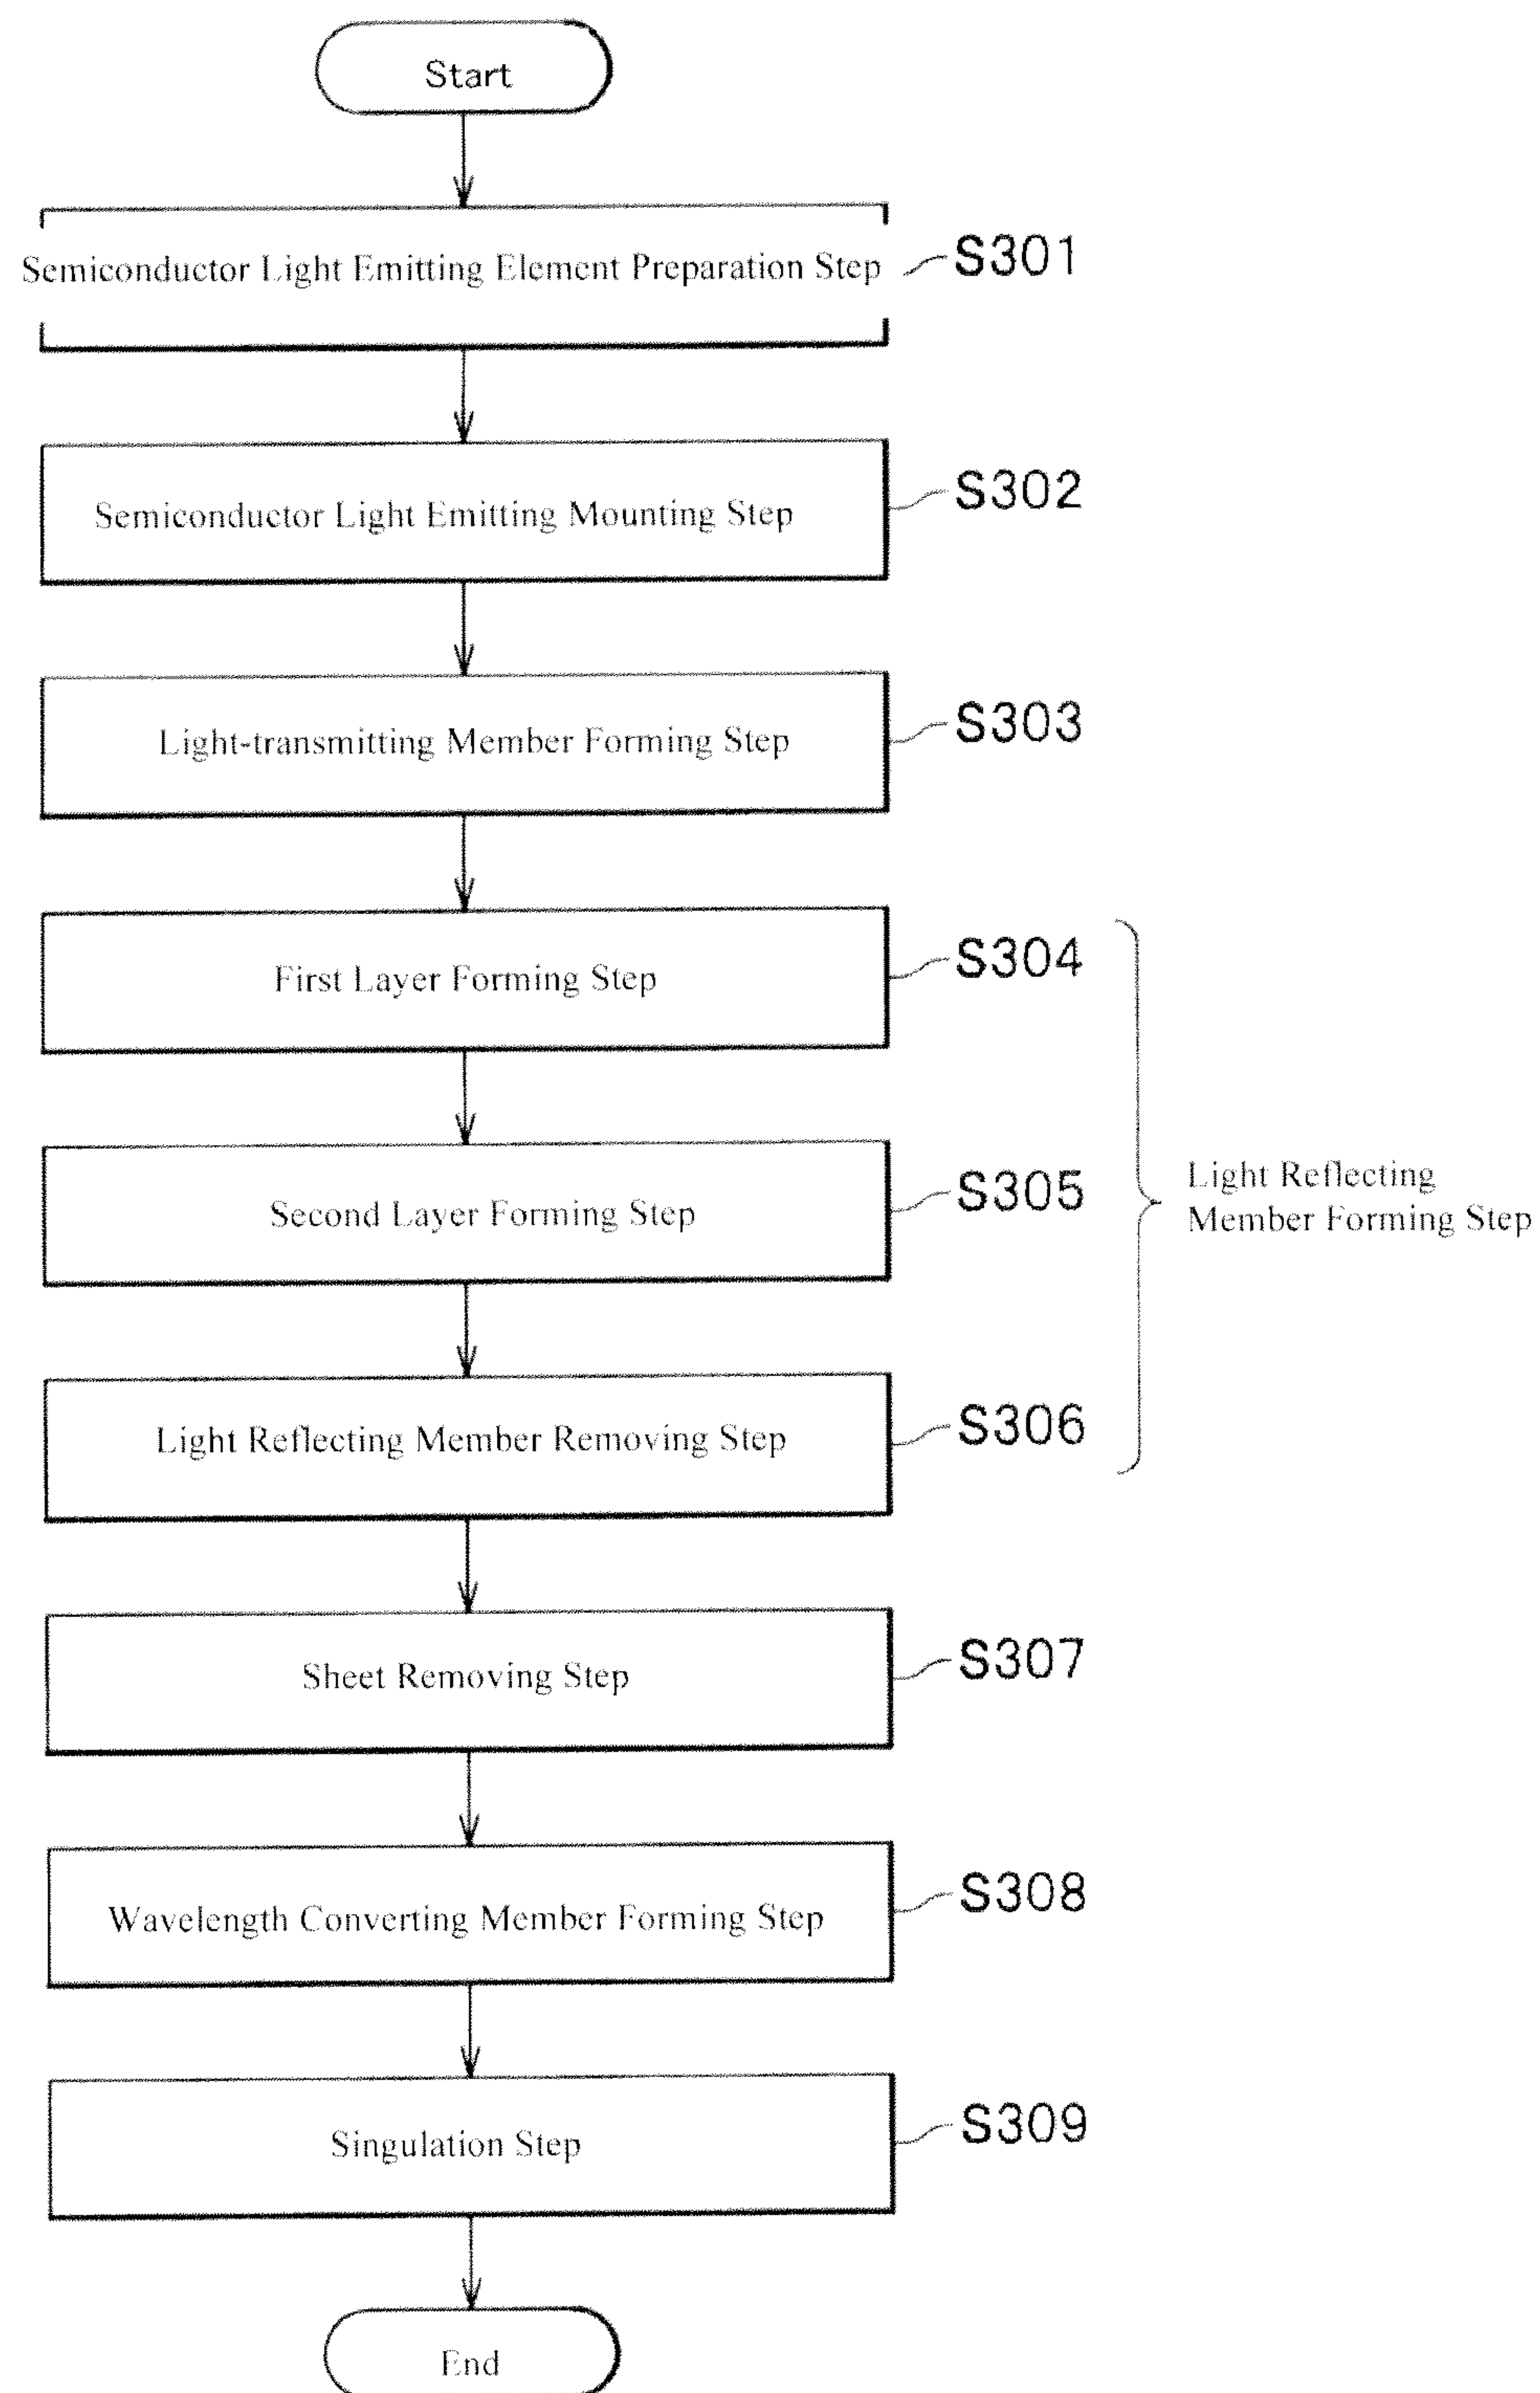 Start
Semiconductor Light Emitting Element Preparation Step
S301
Semiconductor Light Emitting Mounting Step
S302
Light-transmitting Member Forming Step
S303
First Layer Forming Step
S304
Second Layer Forming Step
S305
Light Reflecting
Member Forming Step
Light Reflecting Member Removing Step
S306
Sheet Removing Step
S307
Wavelength Converting Member Forming Step
S308
Singulation Step
S309
End